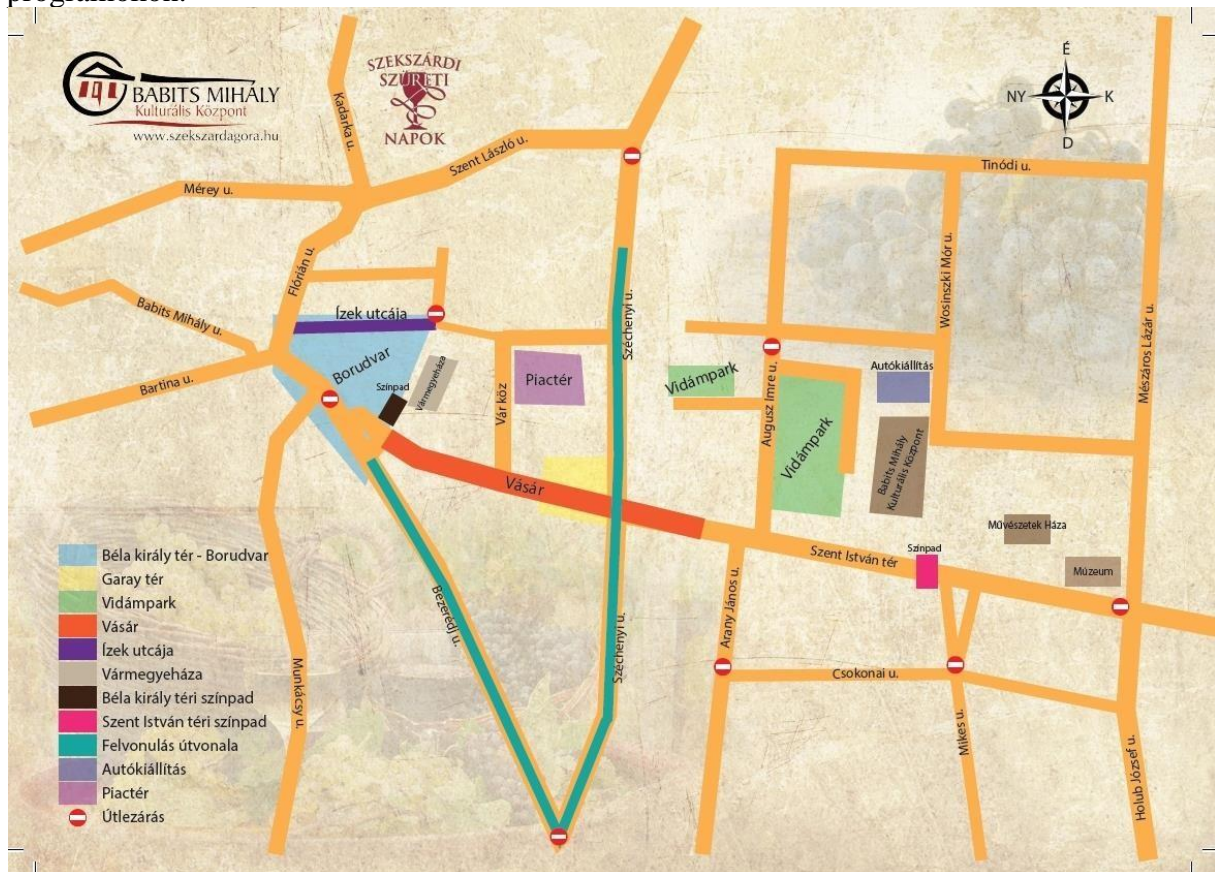 programokon.
BABITS MIHÁLY
Kulturális Központ
www.szekszardagora.hu
SZEKSZÁRDI
SZÜRETI
NAPOK
É
NY
K
D
Kadarka u.
Szent László u.
Mérey u.
Tinódi u.
Flórián u.
Wosinszki Mór u.
Babits Mihály u.
Ízek utcája
Széchenyi u.
Mészáros Lázár u.
Bartina u.
Borudvar
Színpad
Vármegyeháza
Vár köz
Piactér
Vidámpark
Augusz Imre u.
Vidámpark
Autókiállítás
Babits Mihály
Kulturális Központ
Vásár
Művészetek Háza
Szent István tér
Színpad
Múzeum
Bezerédj u.
Széchenyi u.
Arany János u.
Csokonai u.
Munkácsy u.
Mikes u.
Holub József u.
Béla király tér - Borudvar
Garay tér
Vidámpark
Vásár
Ízek utcája
Vármegyeháza
Béla király téri színpad
Szent István téri színpad
Felvonulás útvonala
Autókiállítás
Piactér
Útlezárás